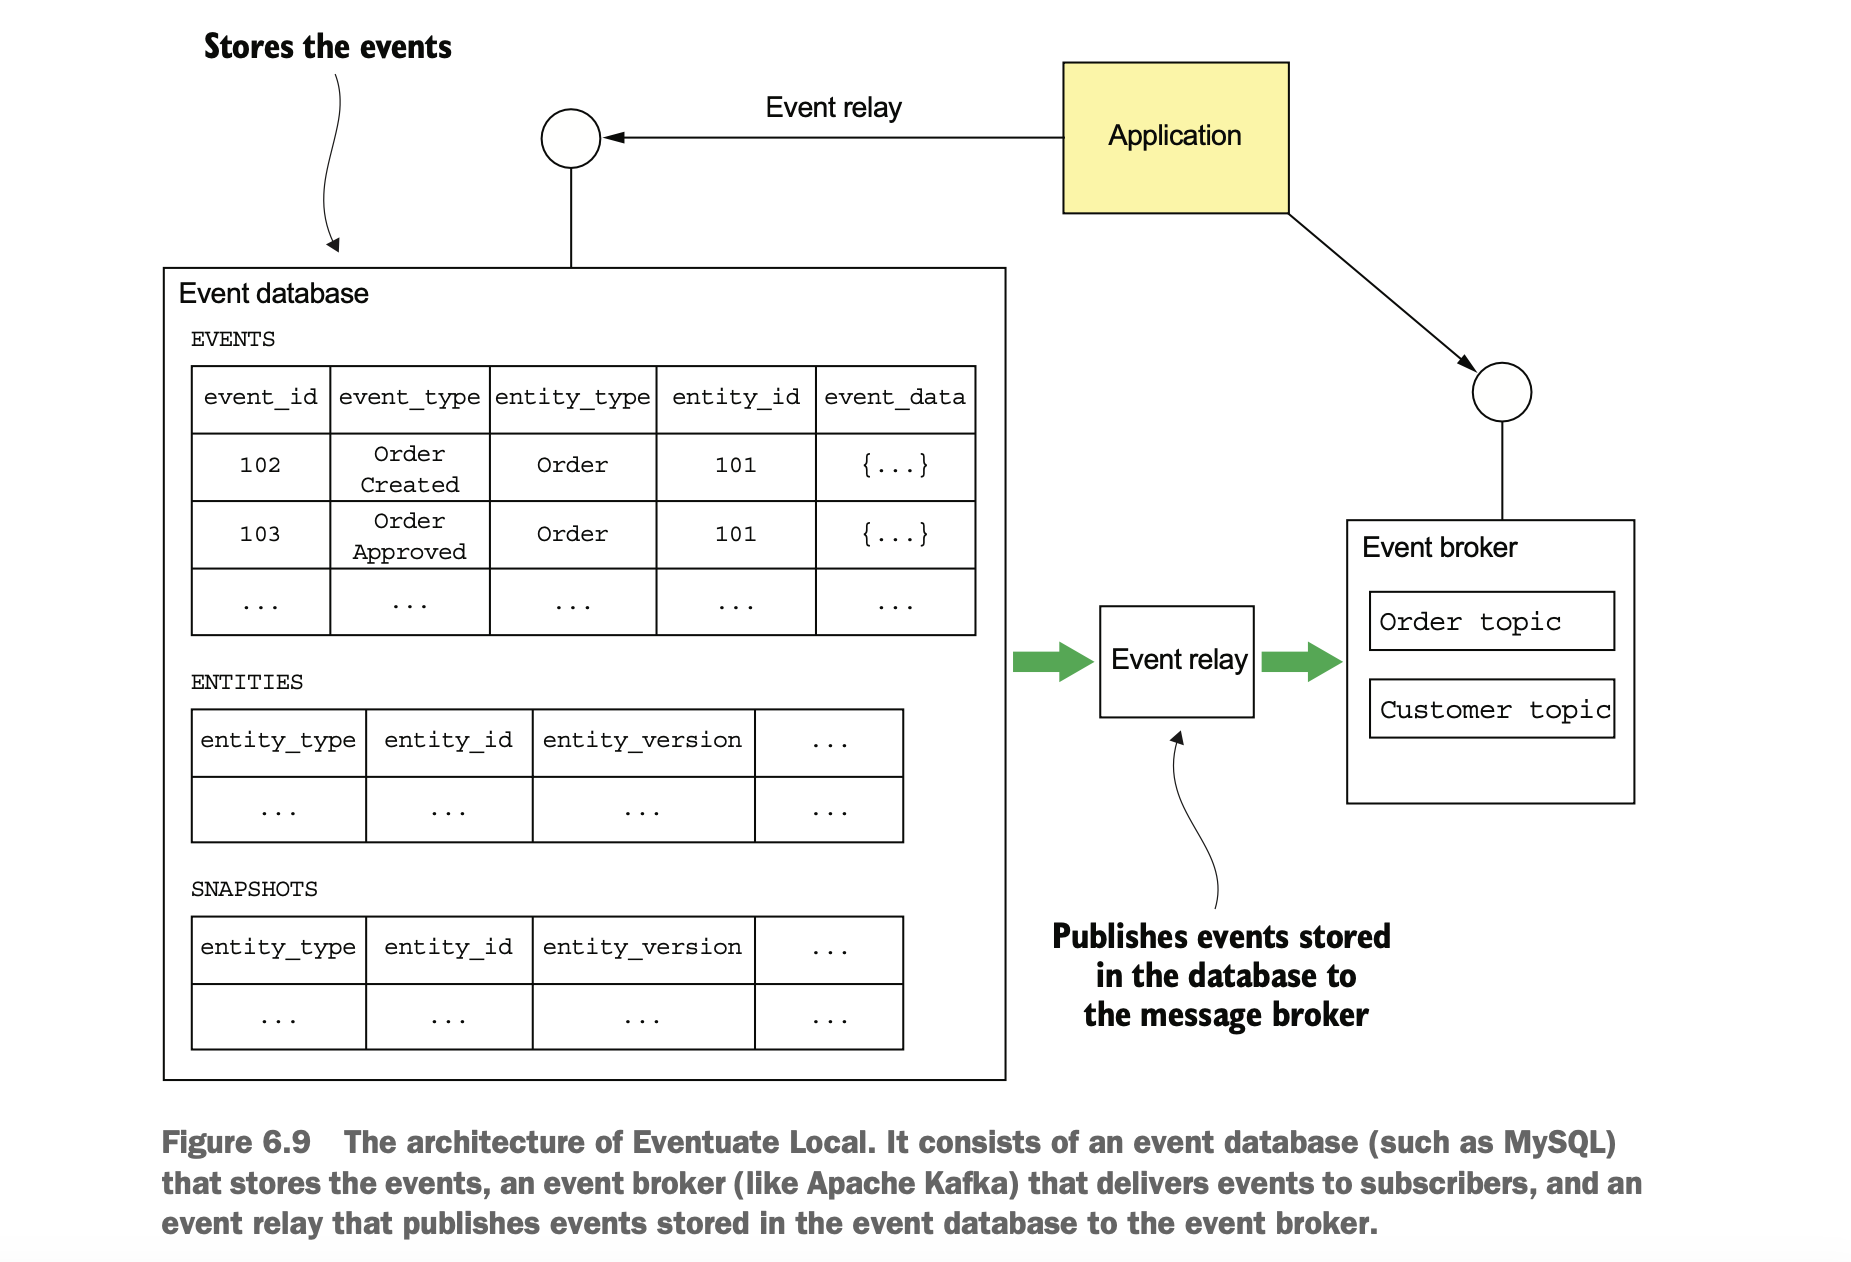 Stores the events
Event relay
Application
Event database
EVENTS
event_id event_type entity_type entity_id event_data
102 Order Created Order 101 {...}
103 Order Approved Order 101 {...}
... ... ... ... ...
ENTITIES
entity_type entity_id entity_version ...
... ... ... ...
SNAPSHOTS
entity_type entity_id entity_version ...
... ... ... ...
Event relay
Event broker
Order topic
Customer topic
Publishes events stored
in the database to
the message broker
Figure 6.9 The architecture of Eventuate Local. It consists of an event database (such as MySQL)
that stores the events, an event broker (like Apache Kafka) that delivers events to subscribers, and an
event relay that publishes events stored in the event database to the event broker.